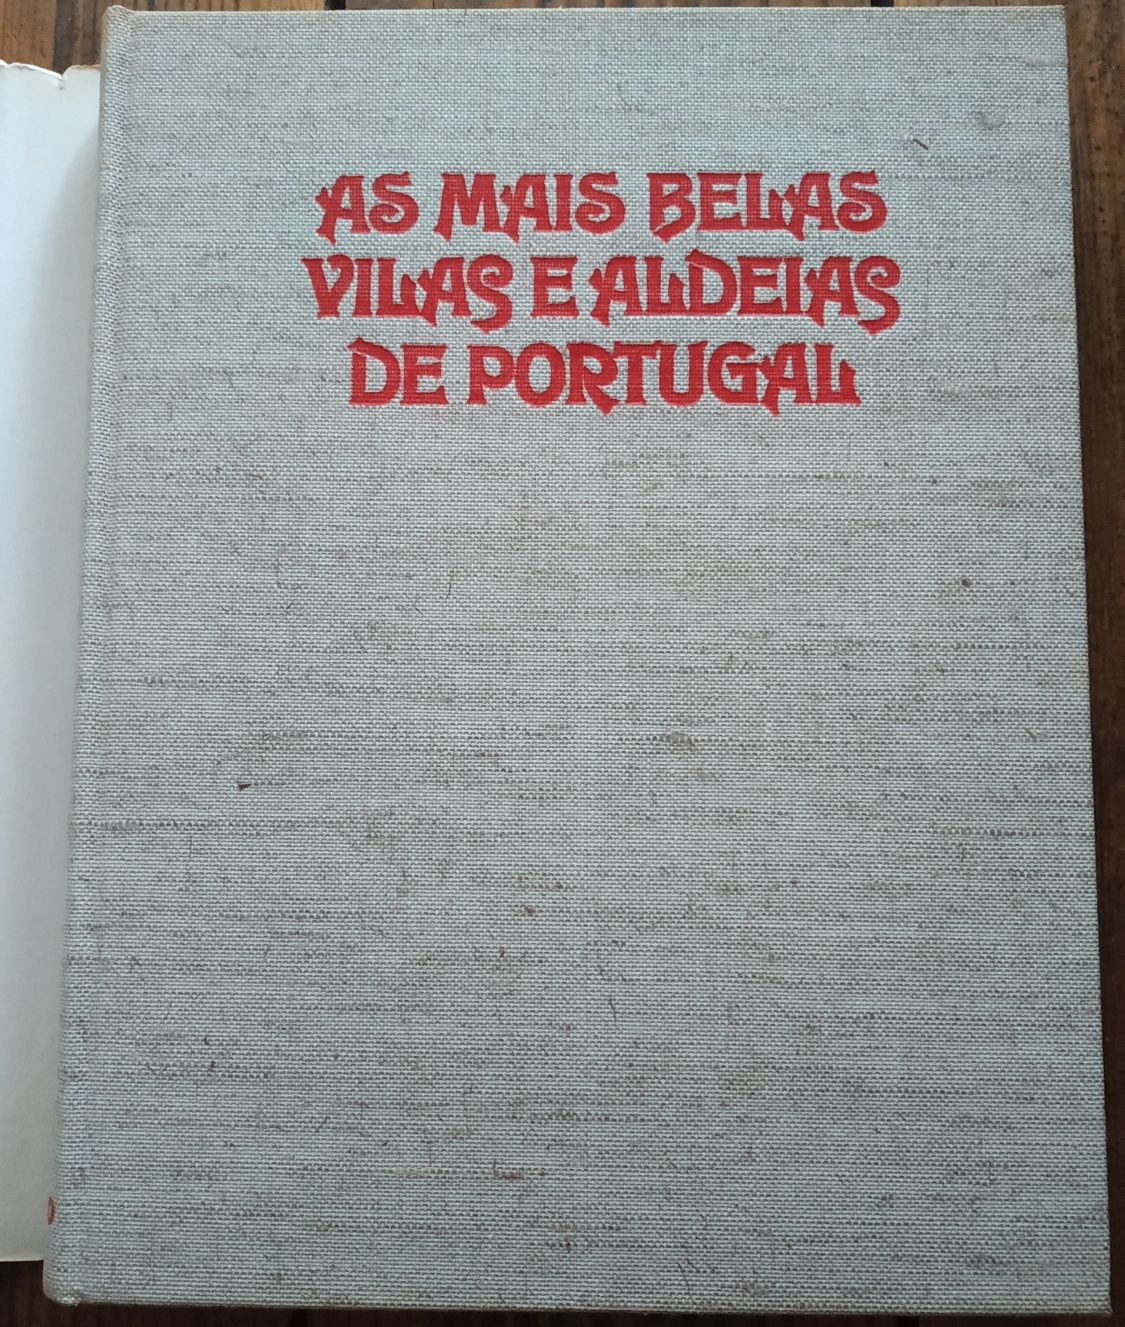 AS MAIS BELAS
VILAS E ALDEIAS
DE PORTUGAL